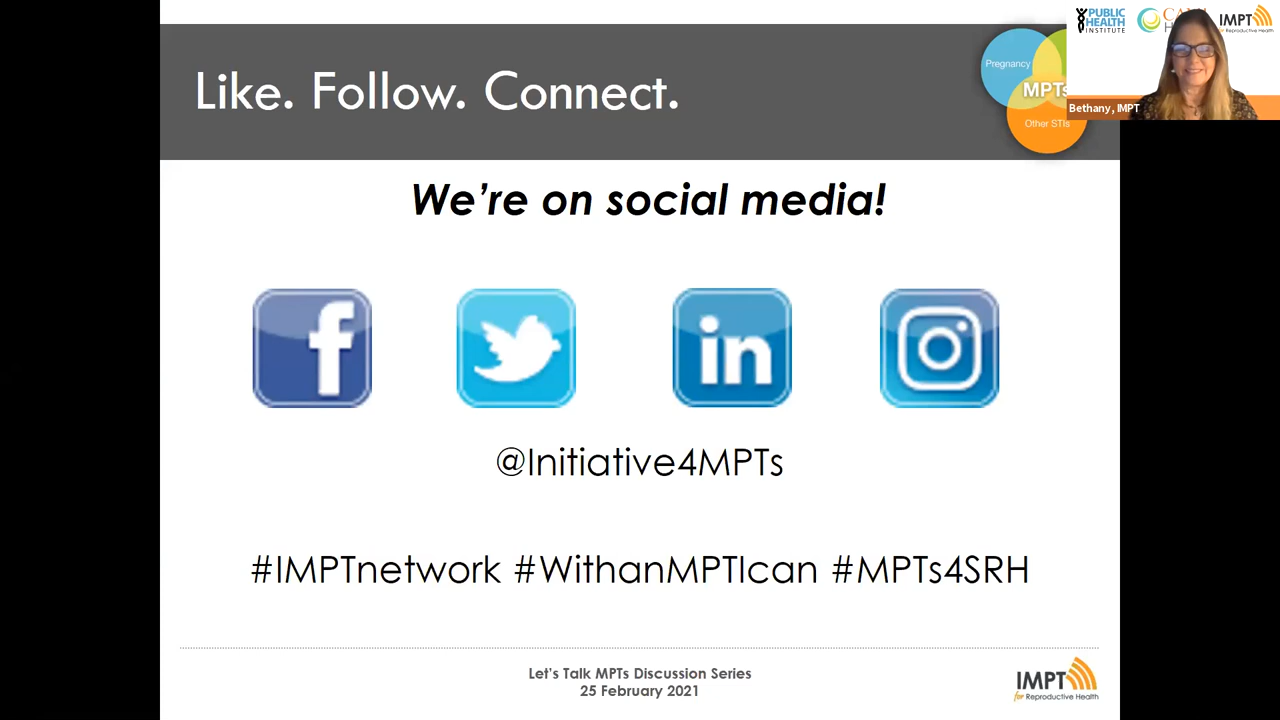 Like. Follow. Connect.
Pregnancy
MPTs
Other STIs
PUBLIC
HEALTH
INSTITUTE
IMPT
for Reproductive Health
Bethany, IMPT
We're on social media!
f
in
@Initiative4MPTs
#IMPTnetwork #WithanMPTIcan #MPTs4SRH
Let's Talk MPTs Discussion Series
25 February 2021
IMPT
for Reproductive Health